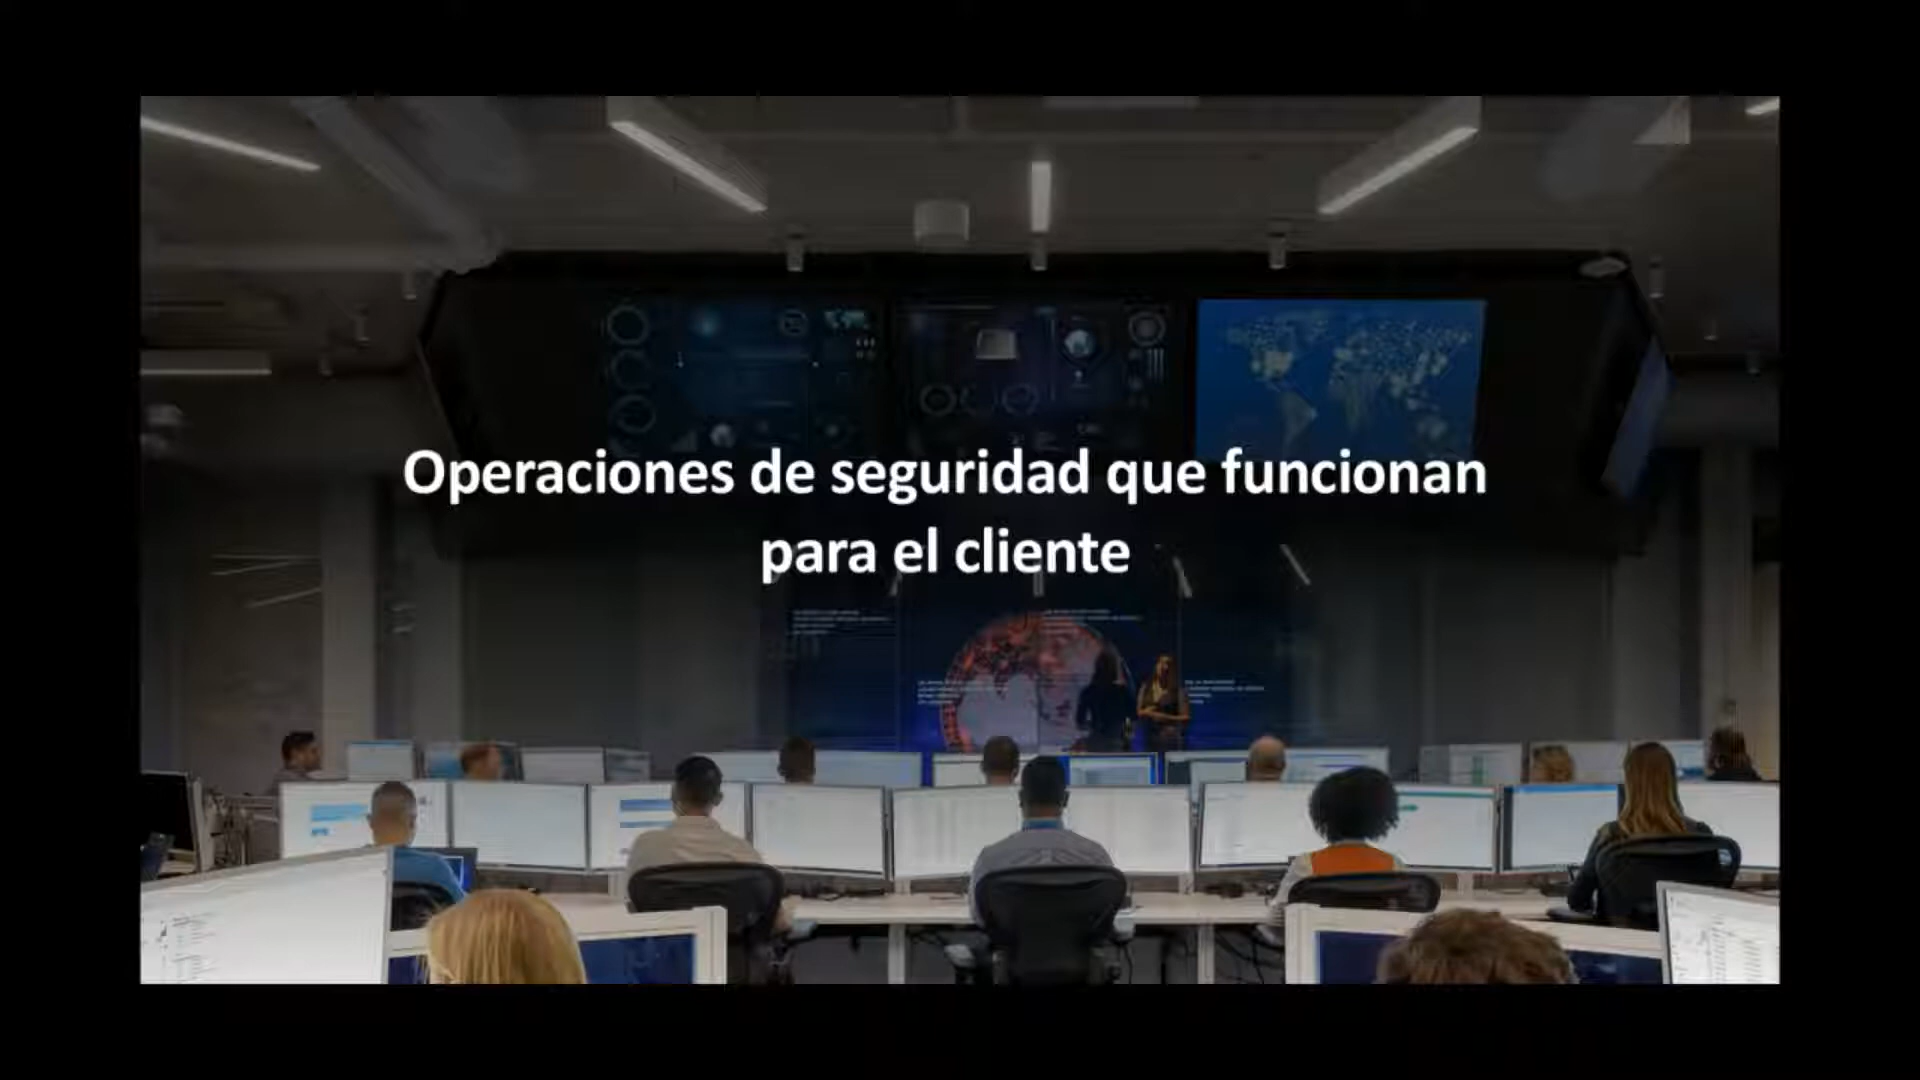 Operaciones de seguridad que funcionan
para el cliente